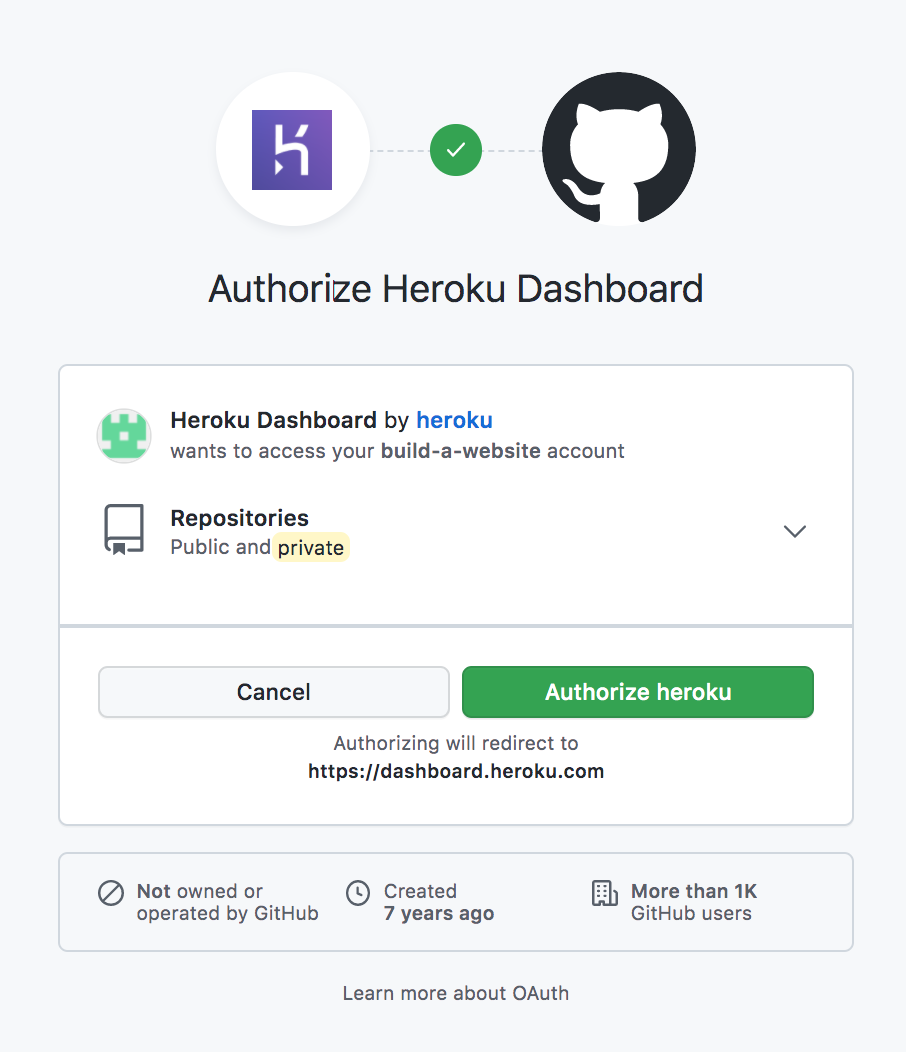 Authorize Heroku Dashboard
Heroku Dashboard by heroku
wants to access your build-a-website account
Repositories
Public and private
Cancel
Authorize heroku
Authorizing will redirect to
https://dashboard.heroku.com
Not owned or
operated by GitHub
Created
7 years ago
More than 1K
GitHub users
Learn more about OAuth